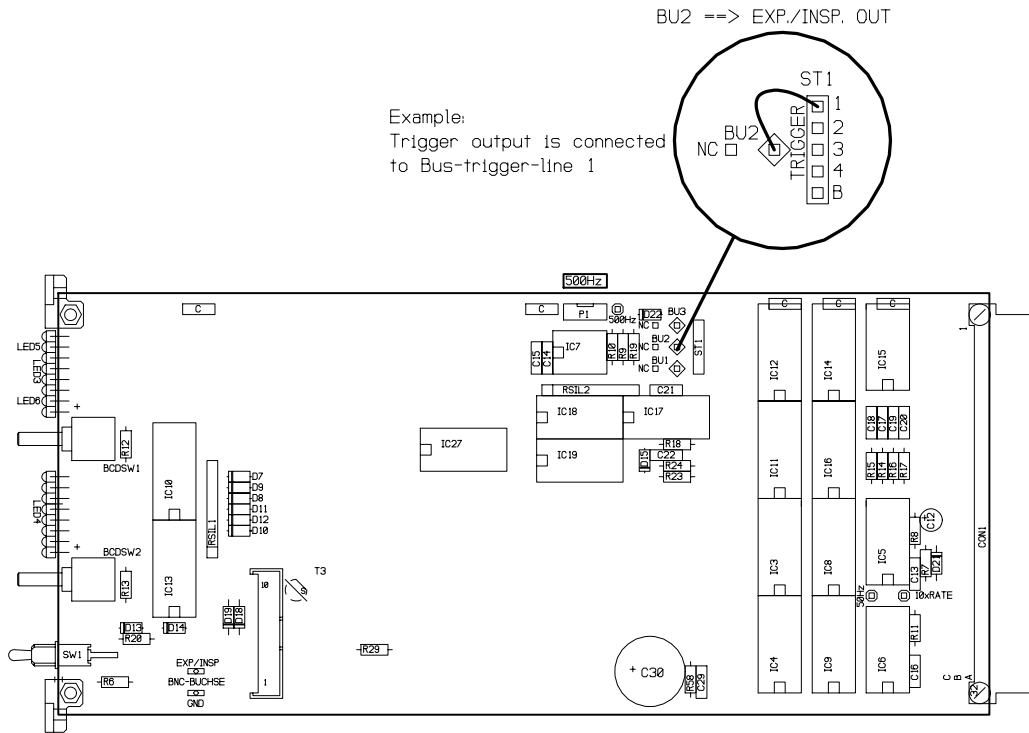 BU2 ==> EXP./INSP. OUT
ST1
Example:
Trigger output is connected
to Bus-trigger-line 1
NC
BU2
TRIGGER
1
2
3
4
B
500Hz
C
C
P1
500Hz
D22
BU3
NC
BU2
NC
BU1
NC
ST1
C
C
C
1
LED5
LED3
LED6
+
R12
BCDSW1
IC10
RSIL1
D7
D9
D8
D11
D12
D10
IC27
C15
C14
IC7
R10
R9
R19
RSIL2
C21
IC18
IC17
IC19
R18
D15
C22
R24
R23
IC12
IC14
IC15
C18
C17
C19
C20
IC11
IC16
R15
R14
R16
R17
LED4
+
BCDSW2
R13
IC13
D13
D14
R20
D19
D18
10
1
T3
IC3
IC8
IC5
R8
+
C12
C13
R7
D21
CON1
50Hz
10xRATE
SW1
R6
EXP/INSP
BNC-BUCHSE
GND
R29
+ C30
R58
C29
IC4
IC9
IC6
R11
C16
C
B
A
32